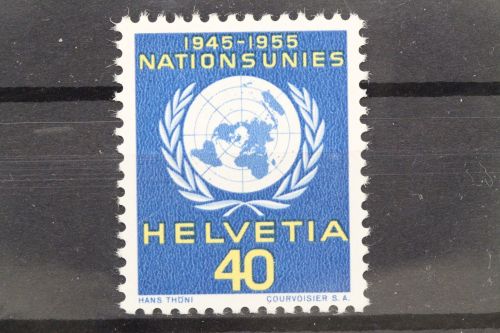 1945-1955
NATIONS UNIES
HELVETIA
40
HANS THÖNI COURVOISIER S. A.